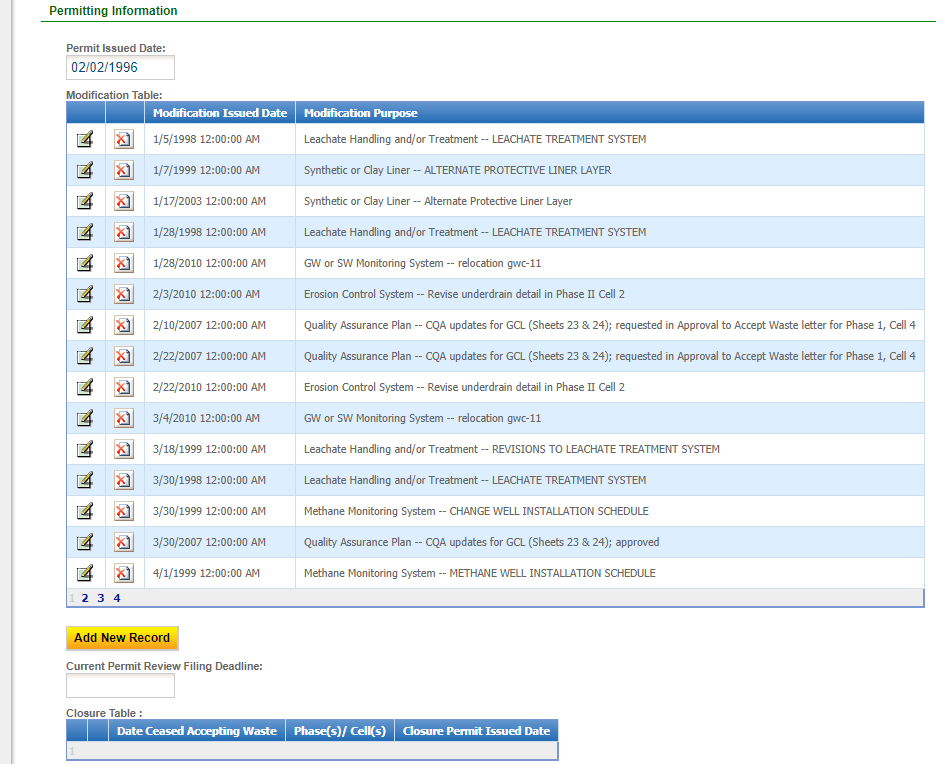 Permitting Information
Permit Issued Date:
02/02/1996
Modification Table:
Modification Issued Date Modification Purpose
1/5/1998 12:00:00 AM Leachate Handling and/or Treatment -- LEACHATE TREATMENT SYSTEM
1/7/1999 12:00:00 AM Synthetic or Clay Liner -- ALTERNATE PROTECTIVE LINER LAYER
1/17/2003 12:00:00 AM Synthetic or Clay Liner -- Alternate Protective Liner Layer
1/28/1998 12:00:00 AM Leachate Handling and/or Treatment -- LEACHATE TREATMENT SYSTEM
1/28/2010 12:00:00 AM GW or SW Monitoring System -- relocation gwc-11
2/3/2010 12:00:00 AM Erosion Control System -- Revise underdrain detail in Phase II Cell 2
2/10/2007 12:00:00 AM Quality Assurance Plan -- CQA updates for GCL (Sheets 23 & 24); requested in Approval to Accept Waste letter for Phase 1, Cell 4
2/22/2007 12:00:00 AM Quality Assurance Plan -- CQA updates for GCL (Sheets 23 & 24); requested in Approval to Accept Waste letter for Phase 1, Cell 4
2/22/2010 12:00:00 AM Erosion Control System -- Revise underdrain detail in Phase II Cell 2
3/4/2010 12:00:00 AM GW or SW Monitoring System -- relocation gwc-11
3/18/1999 12:00:00 AM Leachate Handling and/or Treatment -- REVISIONS TO LEACHATE TREATMENT SYSTEM
3/30/1998 12:00:00 AM Leachate Handling and/or Treatment -- LEACHATE TREATMENT SYSTEM
3/30/1999 12:00:00 AM Methane Monitoring System -- CHANGE WELL INSTALLATION SCHEDULE
3/30/2007 12:00:00 AM Quality Assurance Plan -- CQA updates for GCL (Sheets 23 & 24); approved
4/1/1999 12:00:00 AM Methane Monitoring System -- METHANE WELL INSTALLATION SCHEDULE
1 2 3 4
Add New Record
Current Permit Review Filing Deadline:
Closure Table :
Date Ceased Accepting Waste Phase(s)/ Cell(s) Closure Permit Issued Date
1